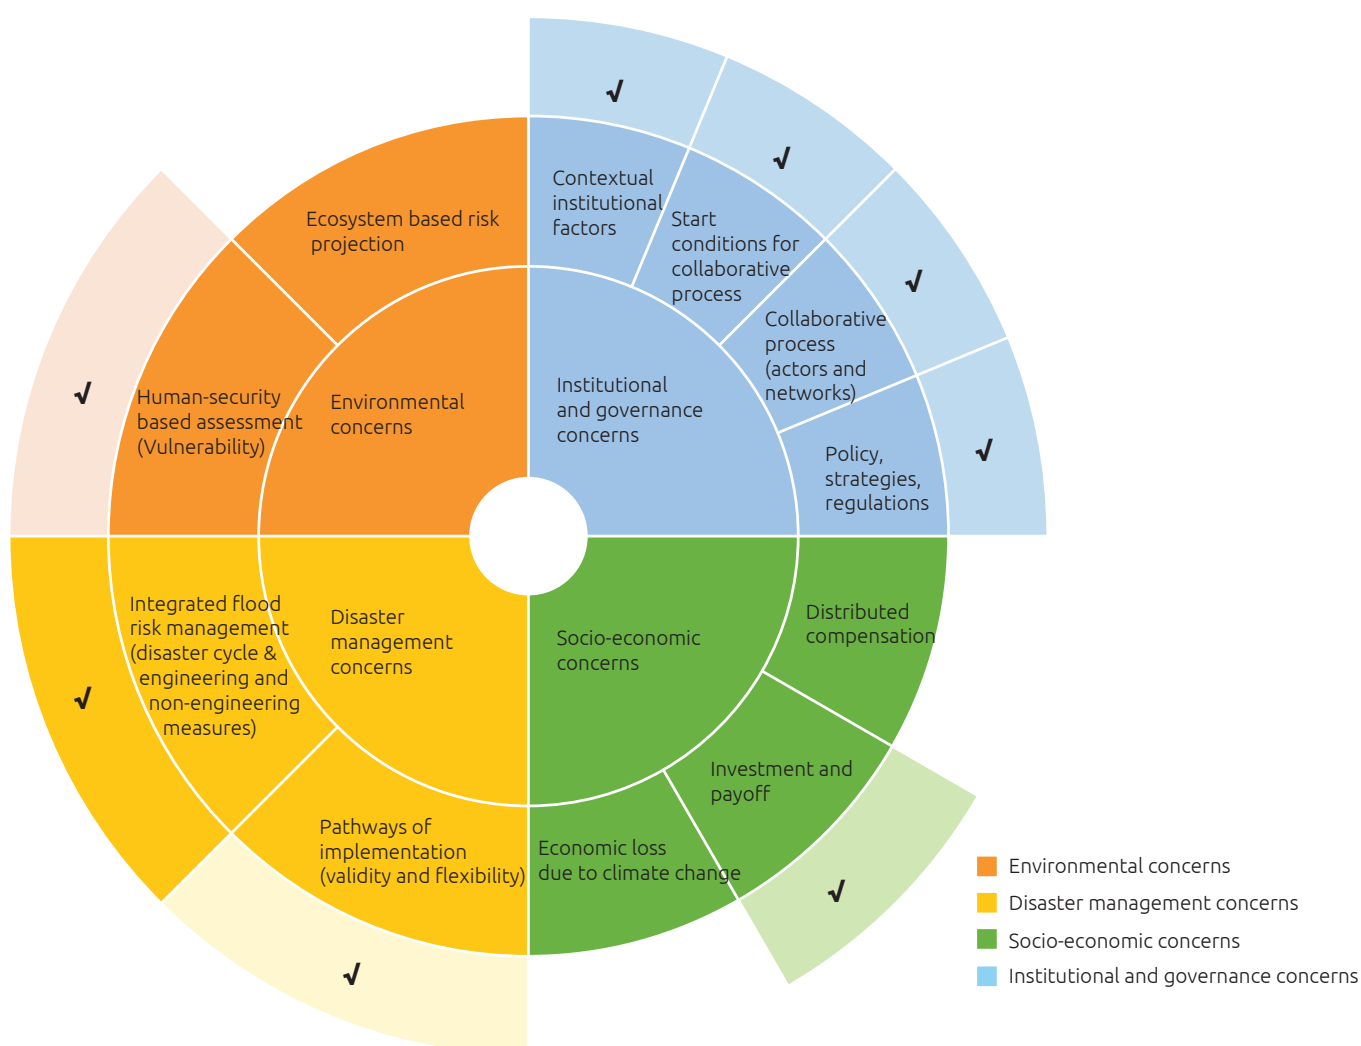 √
√
√
√
Contextual
institutional
factors
Start
conditions for
collaborative
process
Collaborative
process
(actors and
networks)
Policy,
strategies,
regulations
Institutional
and governance
concerns
Ecosystem based risk
projection
√
Human-security
based assessment
(Vulnerability)
Environmental
concerns
√
Integrated flood
risk management
(disaster cycle &
engineering and
non-engineering
measures)
Disaster
management
concerns
Pathways of
implementation
(validity and flexibility)
√
Socio-economic
concerns
Distributed
compensation
Investment and
payoff
√
Economic loss
due to climate change
Environmental concerns
Disaster management concerns
Socio-economic concerns
Institutional and governance concerns